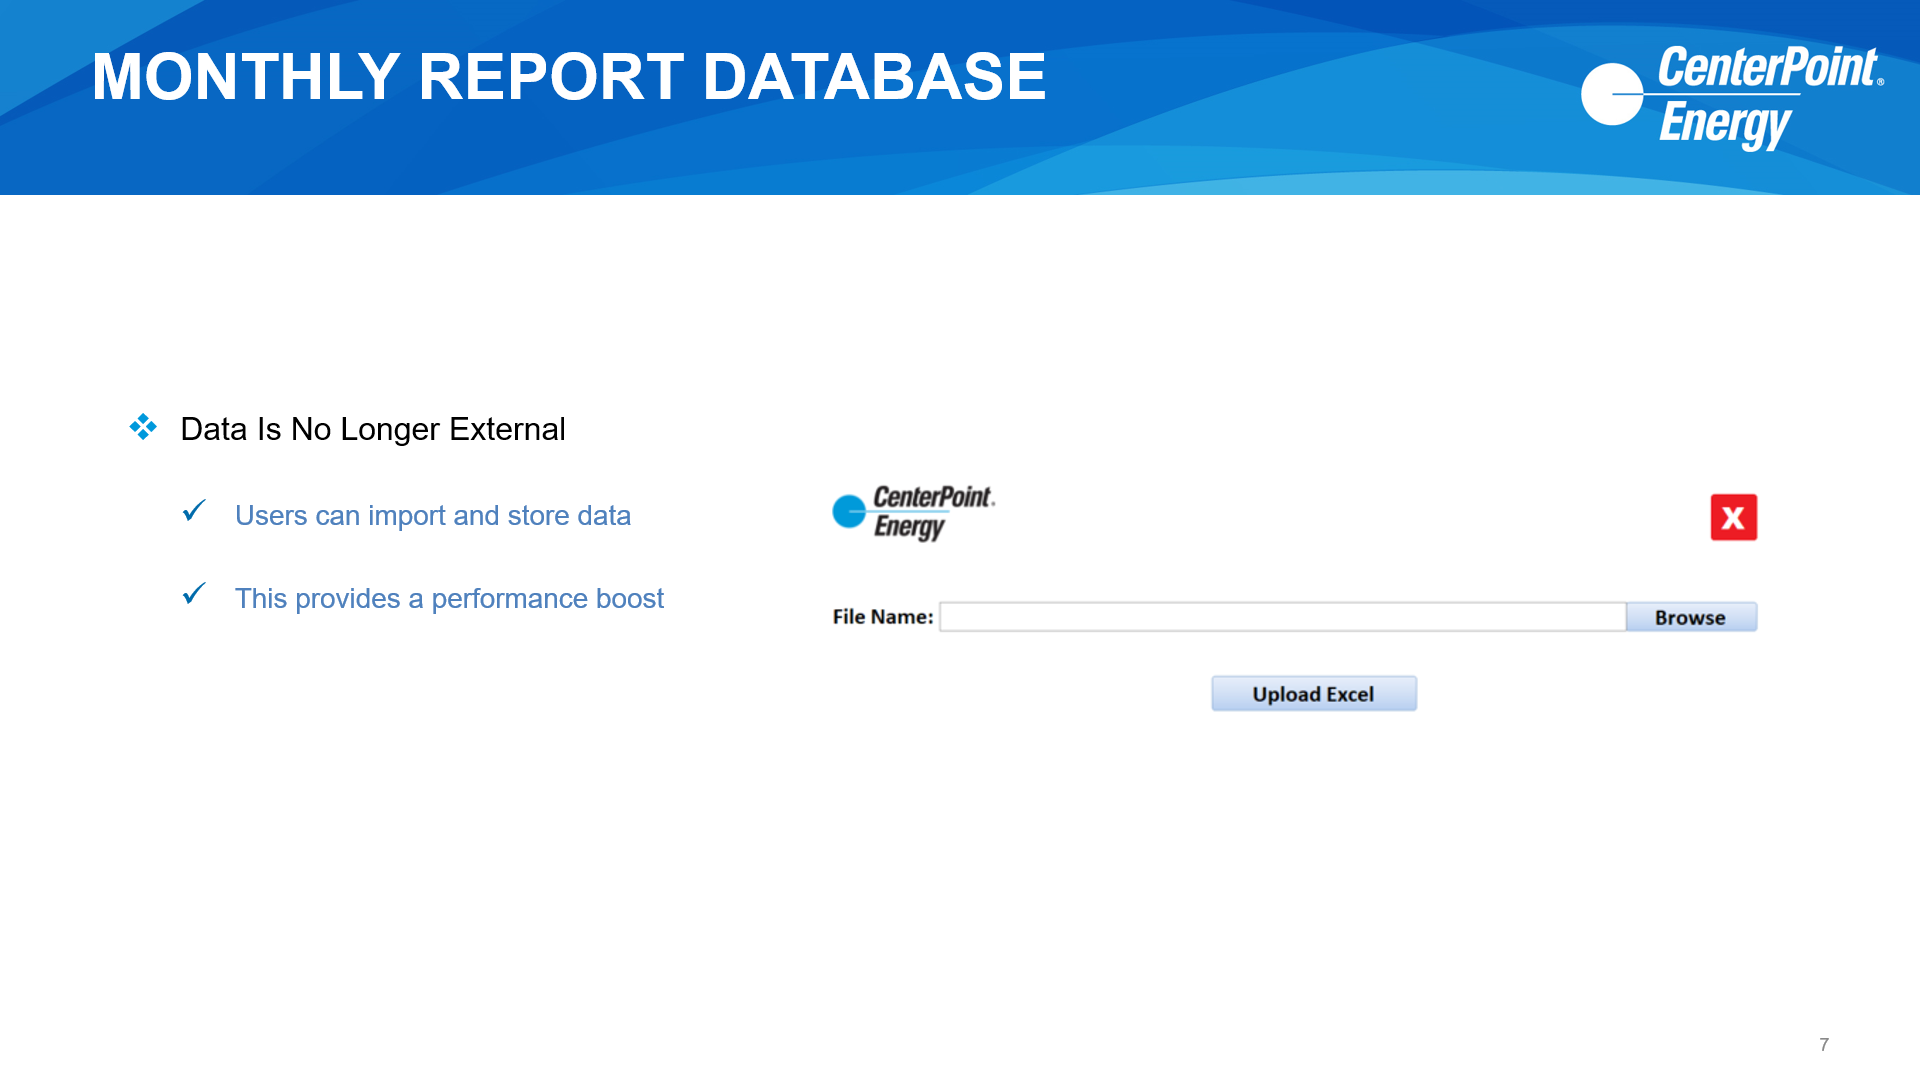 MONTHLY REPORT DATABASE
CenterPoint®
Energy
Data Is No Longer External
Users can import and store data
This provides a performance boost
CenterPoint.
Energy
X
File Name:
Browse
Upload Excel
7